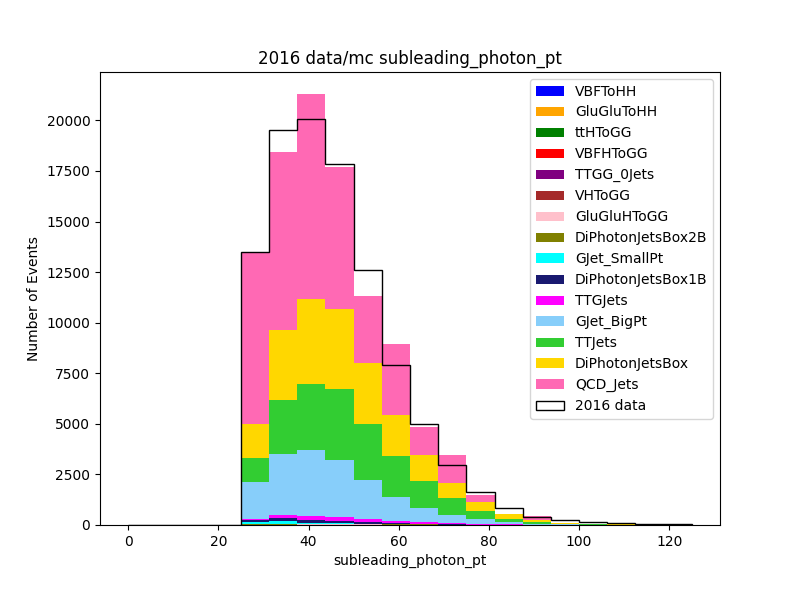 2016 data/mc subleading_photon_pt
Number of Events
20000
17500
15000
12500
10000
7500
5000
2500
0
0
20
40
60
80
100
120
subleading_photon_pt
VBFToHH
GluGluToHH
ttHToGG
VBFHToGG
TTGG_0Jets
VHToGG
GluGluHToGG
DiPhotonJetsBox2B
GJet_SmallPt
DiPhotonJetsBox1B
TTGJets
GJet_BigPt
TTJets
DiPhotonJetsBox
QCD_Jets
2016 data